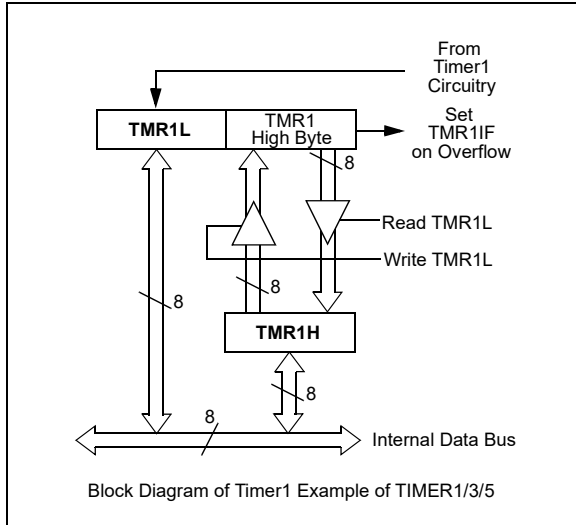 From
Timer1
Circuitry
TMR1L
TMR1
High Byte
Set
TMR1IF
on Overflow
8
Read TMR1L
Write TMR1L
8
8
TMR1H
8
8
Internal Data Bus
Block Diagram of Timer1 Example of TIMER1/3/5